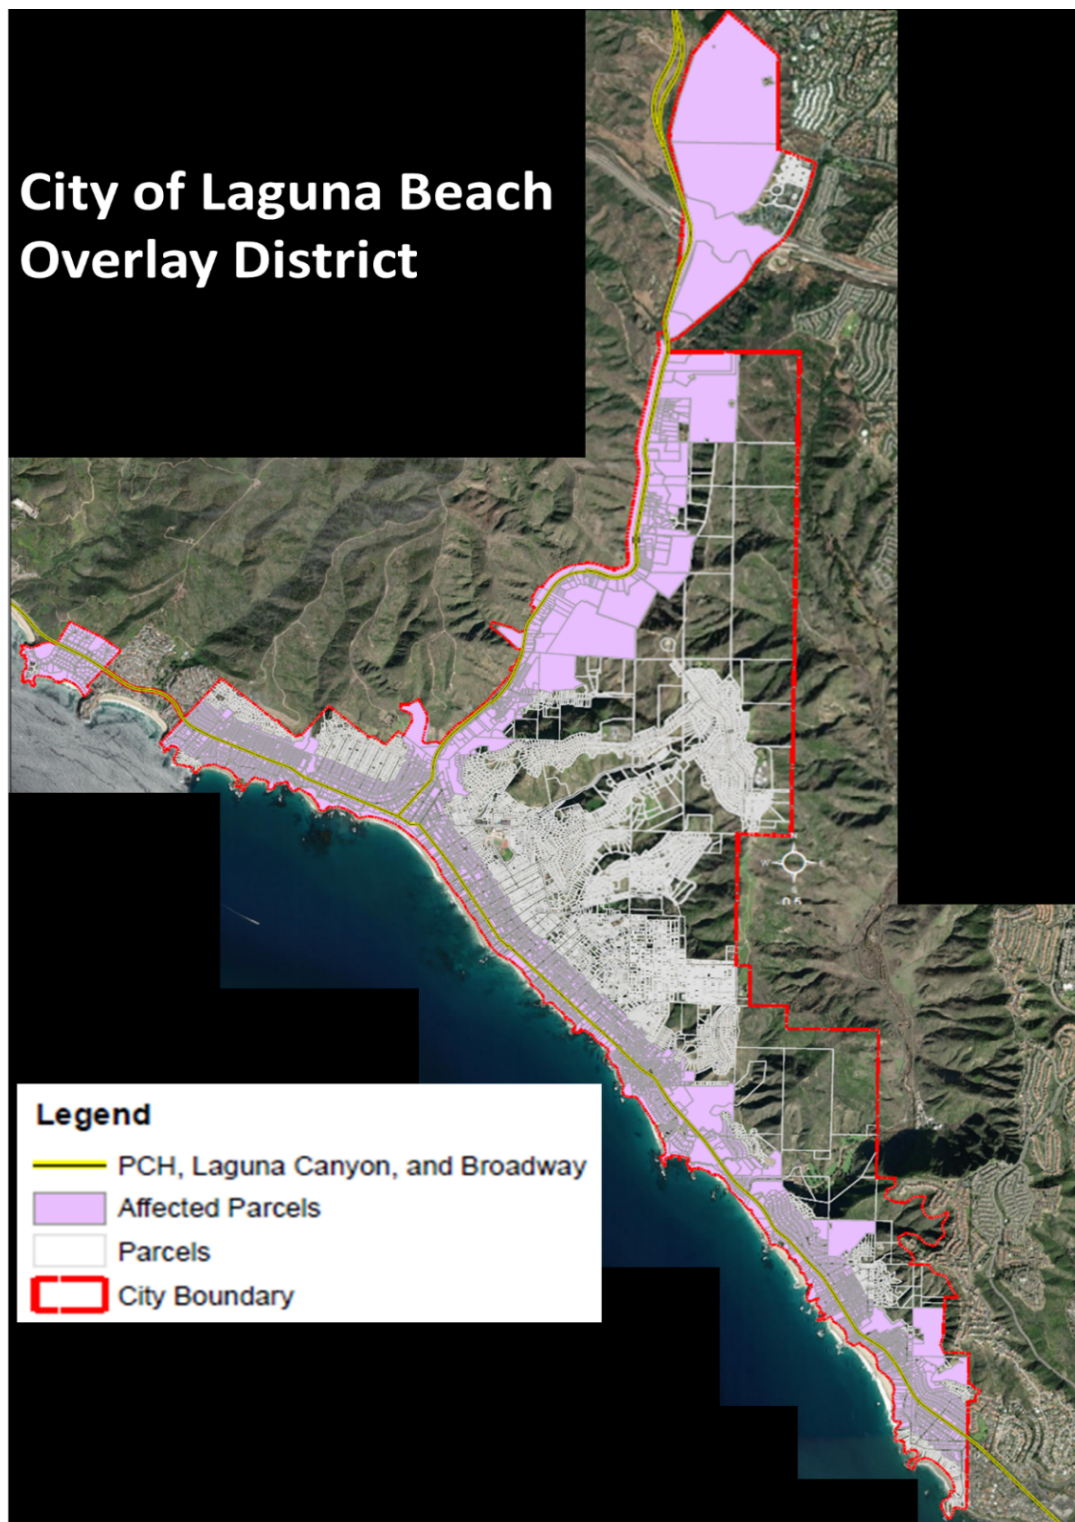 City of Laguna Beach
Overlay District
Legend
PCH, Laguna Canyon, and Broadway
Affected Parcels
Parcels
City Boundary